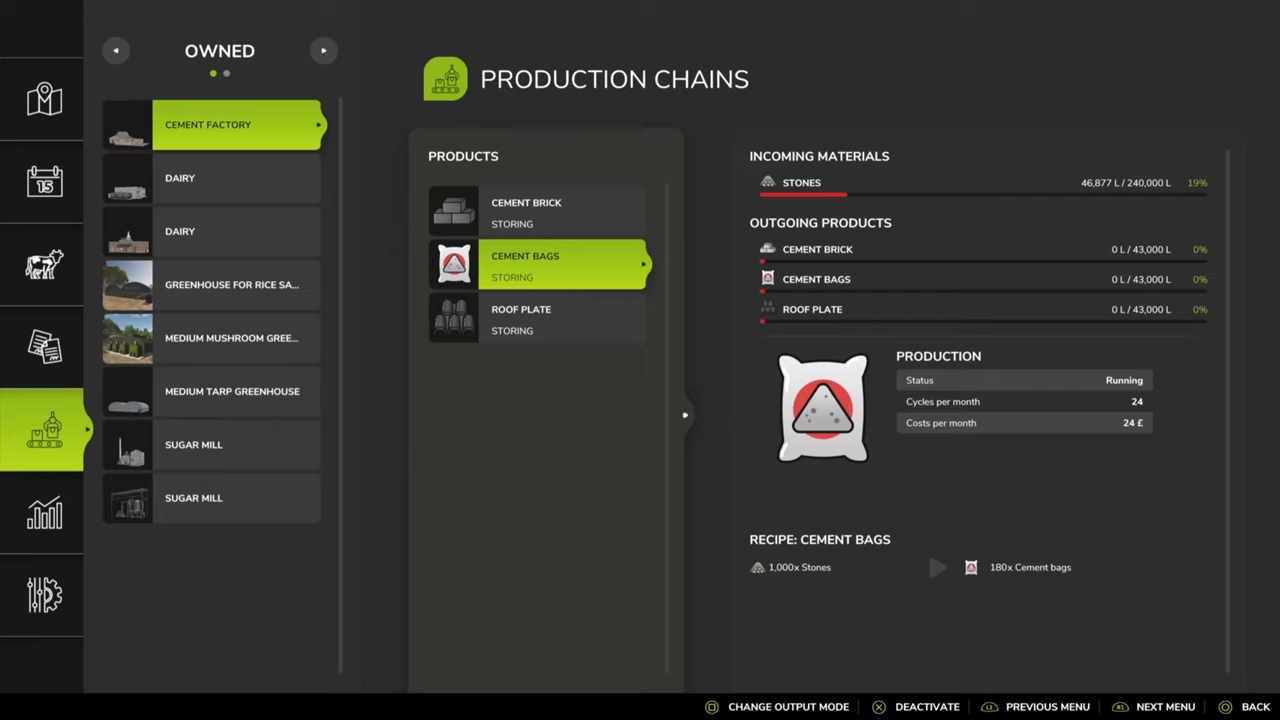 OWNED
15
CEMENT FACTORY
DAIRY
DAIRY
GREENHOUSE FOR RICE SA...
MEDIUM MUSHROOM GREE...
MEDIUM TARP GREENHOUSE
SUGAR MILL
SUGAR MILL
PRODUCTION CHAINS
PRODUCTS
CEMENT BRICK
STORING
CEMENT BAGS
STORING
ROOF PLATE
STORING
INCOMING MATERIALS
STONES 46,877 L / 240,000 L 19%
OUTGOING PRODUCTS
CEMENT BRICK 0 L / 43,000 L 0%
CEMENT BAGS 0 L / 43,000 L 0%
ROOF PLATE 0 L / 43,000 L 0%
PRODUCTION
Status Running
Cycles per month 24
Costs per month 24 £
RECIPE: CEMENT BAGS
1,000x Stones 180x Cement bags
CHANGE OUTPUT MODE DEACTIVATE L1 PREVIOUS MENU R1 NEXT MENU BACK